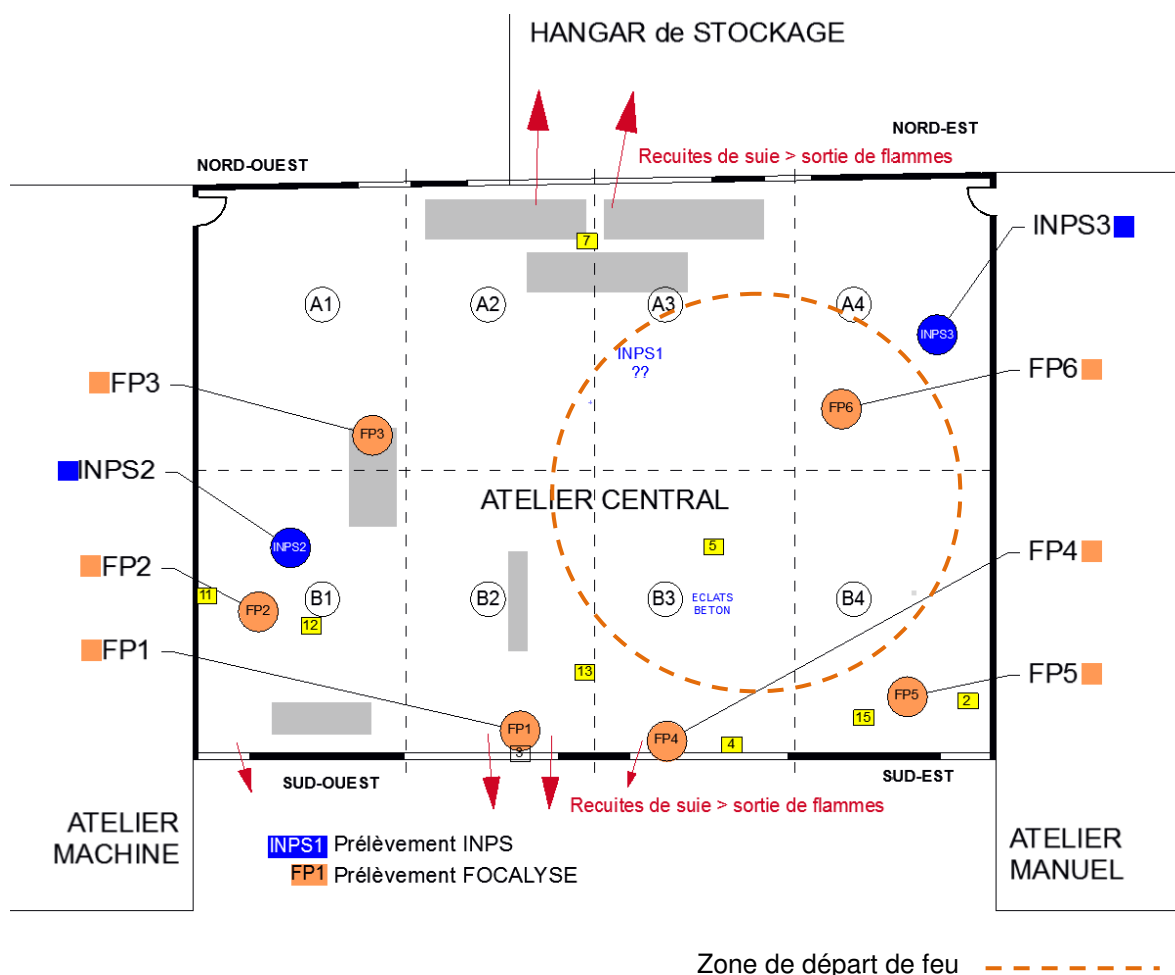 HANGAR de STOCKAGE
NORD-EST
NORD-OUEST
Recuites de suie > sortie de flammes
INPS3
7
A1
A2
A3
A4
INPS3
INPS1
??
FP3
FP6
FP6
FP3
INPS2
ATELIER CENTRAL
INPS2
5
FP4
FP2
11
FP2
B1
B2
B3
ECLATS
BETON
B4
12
FP1
13
FP5
FP5
2
15
FP1
FP4
4
3
SUD-OUEST
SUD-EST
Recuites de suie > sortie de flammes
ATELIER
MACHINE
ATELIER
MANUEL
INPS1 Prélèvement INPS
FP1 Prélèvement FOCALYSE
Zone de départ de feu